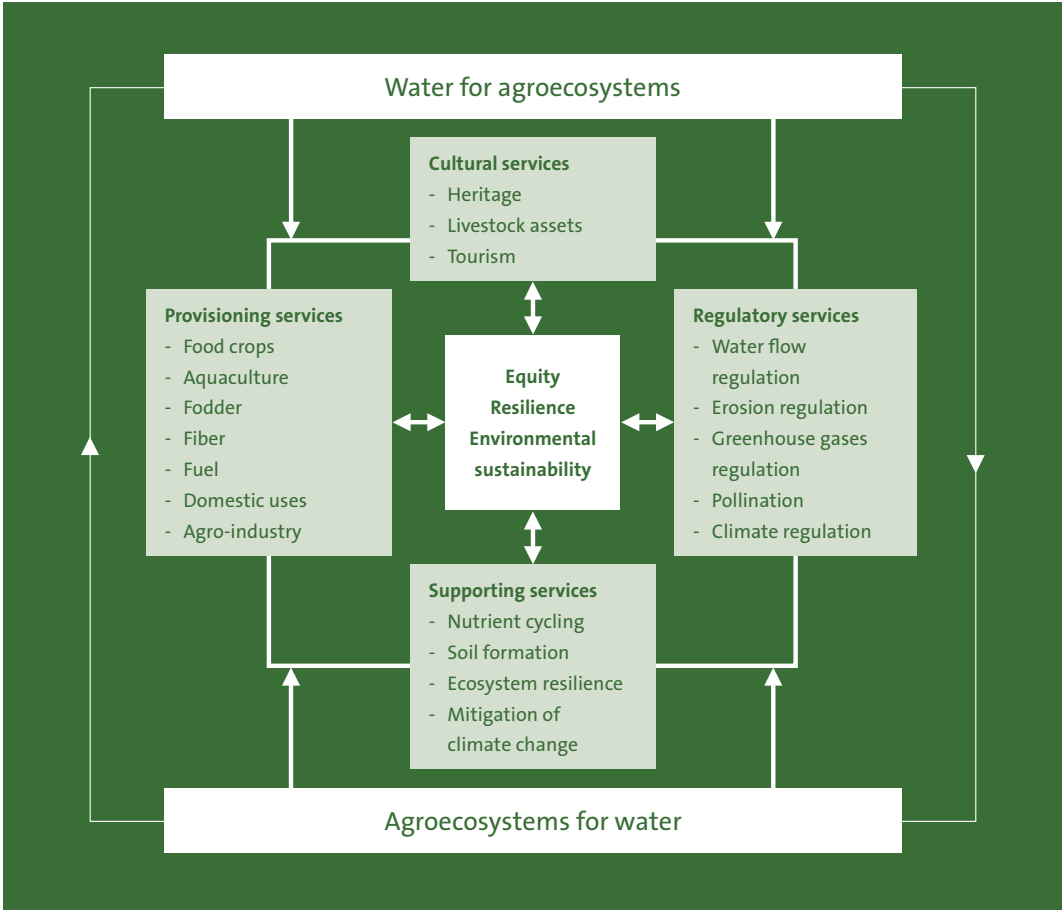 Water for agroecosystems
Cultural services
- Heritage
- Livestock assets
- Tourism
Provisioning services
- Food crops
- Aquaculture
- Fodder
- Fiber
- Fuel
- Domestic uses
- Agro-industry
Equity
Resilience
Environmental
sustainability
Regulatory services
- Water flow
regulation
- Erosion regulation
- Greenhouse gases
regulation
- Pollination
- Climate regulation
Supporting services
- Nutrient cycling
- Soil formation
- Ecosystem resilience
- Mitigation of
climate change
Agroecosystems for water